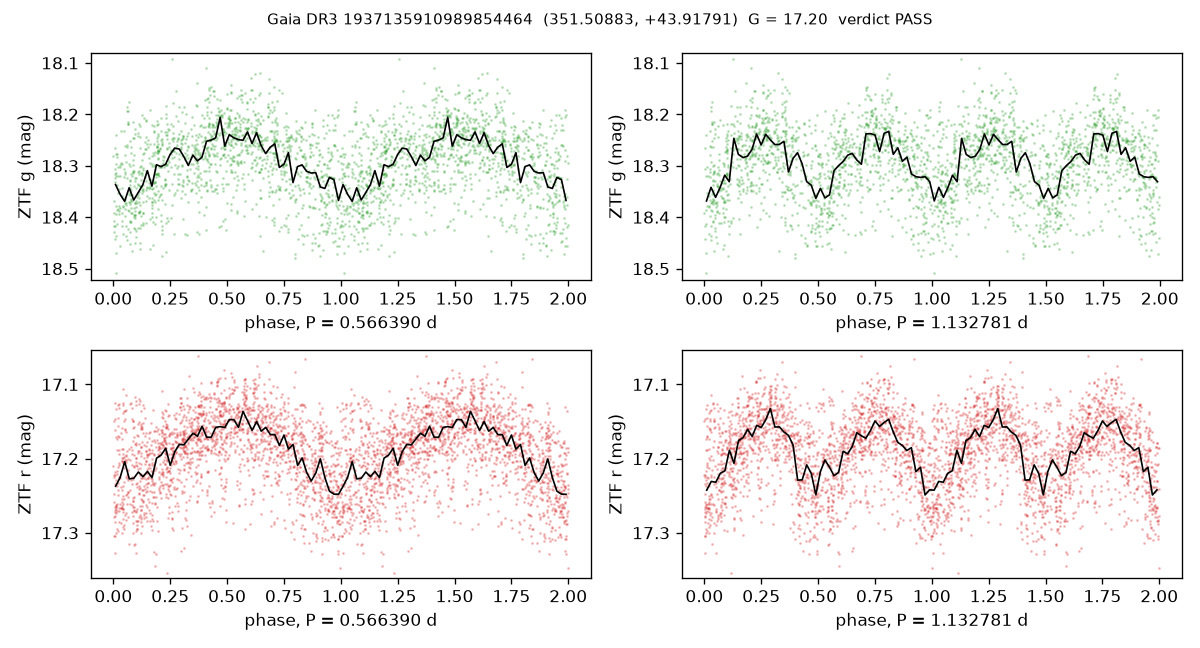 Gaia DR3 1937135910989854464 (351.50883, +43.91791) G = 17.20 verdict PASS
ZTF g (mag)
18.1
18.2
18.3
18.4
18.5
0.00 0.25 0.50 0.75 1.00 1.25 1.50 1.75 2.00
phase, P = 0.566390 d
ZTF g (mag)
18.1
18.2
18.3
18.4
18.5
0.00 0.25 0.50 0.75 1.00 1.25 1.50 1.75 2.00
phase, P = 1.132781 d
ZTF r (mag)
17.1
17.2
17.3
0.00 0.25 0.50 0.75 1.00 1.25 1.50 1.75 2.00
phase, P = 0.566390 d
ZTF r (mag)
17.1
17.2
17.3
0.00 0.25 0.50 0.75 1.00 1.25 1.50 1.75 2.00
phase, P = 1.132781 d